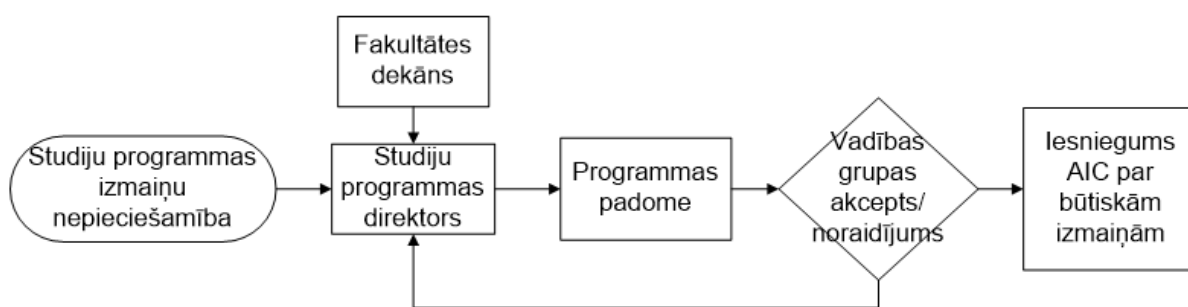 Fakultātes
dekāns
Studiju programmas
izmaiņu
nepieciešamība
Studiju
programmas
direktors
Programmas
padome
Vadības
grupas
akcepts/
noraidījums
Iesniegums
AIC par
būtiskām
izmaiņām